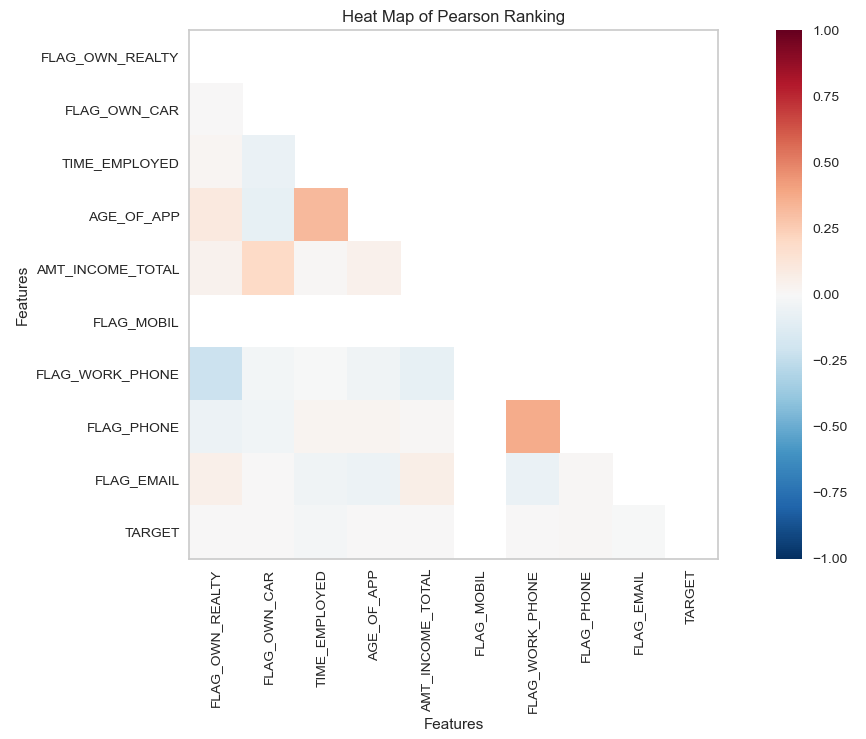 Heat Map of Pearson Ranking
FLAG_OWN_REALTY
FLAG_OWN_CAR
TIME_EMPLOYED
AGE_OF_APP
AMT_INCOME_TOTAL
FLAG_MOBIL
FLAG_WORK_PHONE
FLAG_PHONE
FLAG_EMAIL
TARGET
Features
FLAG_OWN_REALTY
FLAG_OWN_CAR
TIME_EMPLOYED
AGE_OF_APP
AMT_INCOME_TOTAL
FLAG_MOBIL
FLAG_WORK_PHONE
FLAG_PHONE
FLAG_EMAIL
TARGET
Features
1.00
0.75
0.50
0.25
0.00
−0.25
−0.50
−0.75
−1.00